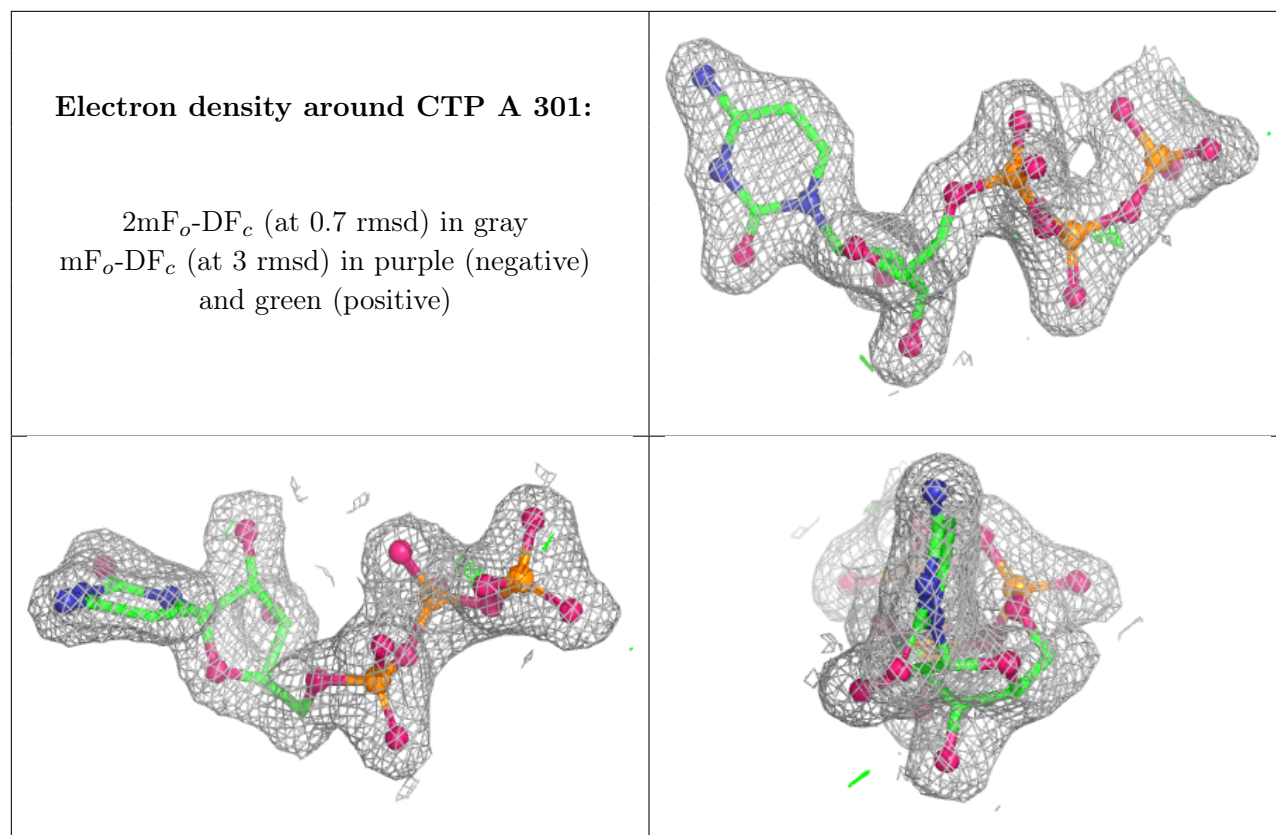 Electron density around CTP A 301:
2mFo-DFc (at 0.7 rmsd) in gray
mFo-DFc (at 3 rmsd) in purple (negative)
and green (positive)